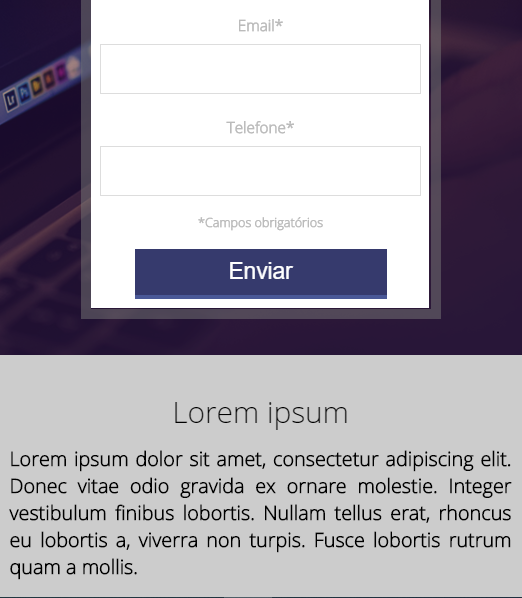 Email*
Telefone*
*Campos obrigatórios
Enviar
Lorem ipsum
Lorem ipsum dolor sit amet, consectetur adipiscing elit.
Donec vitae odio gravida ex ornare molestie. Integer
vestibulum finibus lobortis. Nullam tellus erat, rhoncus
eu lobortis a, viverra non turpis. Fusce lobortis rutrum
quam a mollis.